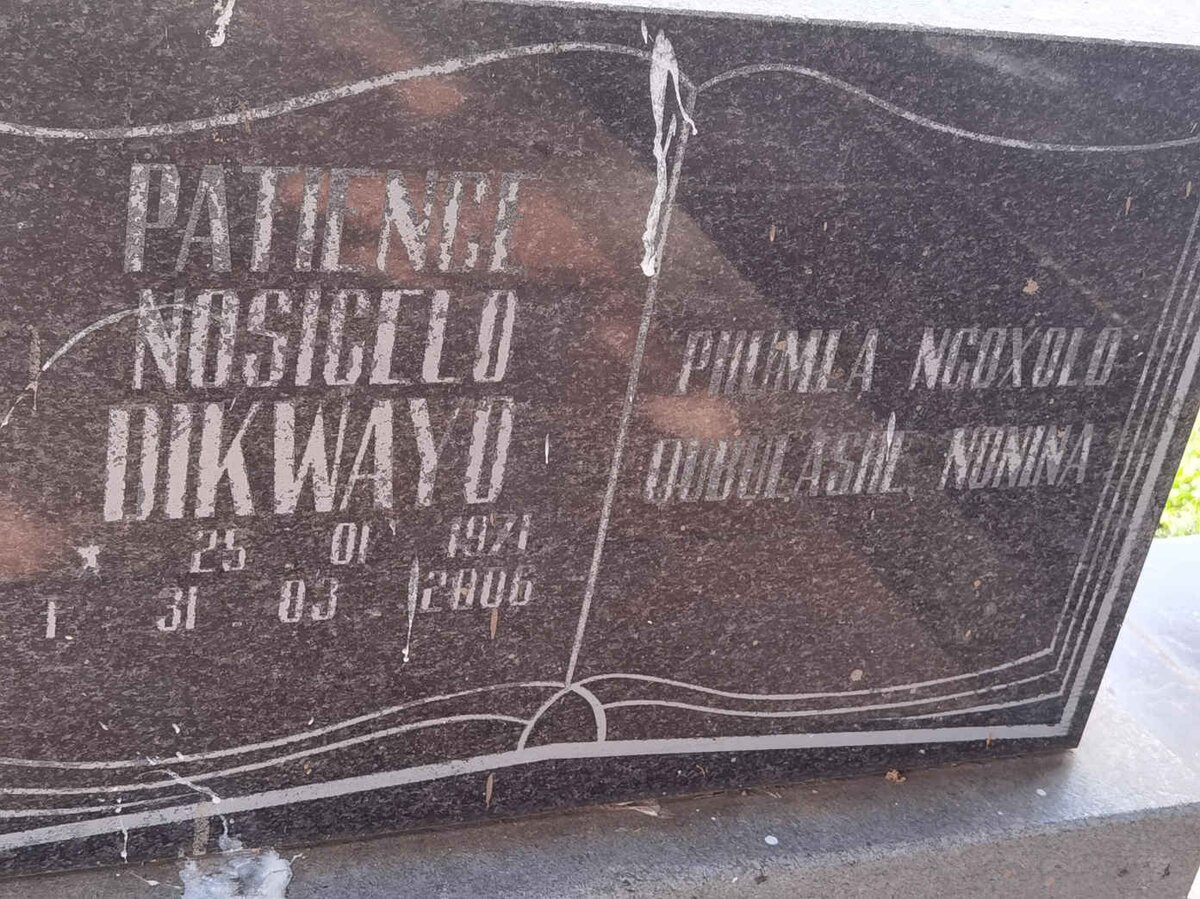 PATIENCE
NOSICELO
DIKWAYO
* 25 . 01 1971
† 31 . 03 . 2006
PHUMLA NGOXOLO
QUBULASHE NONINA